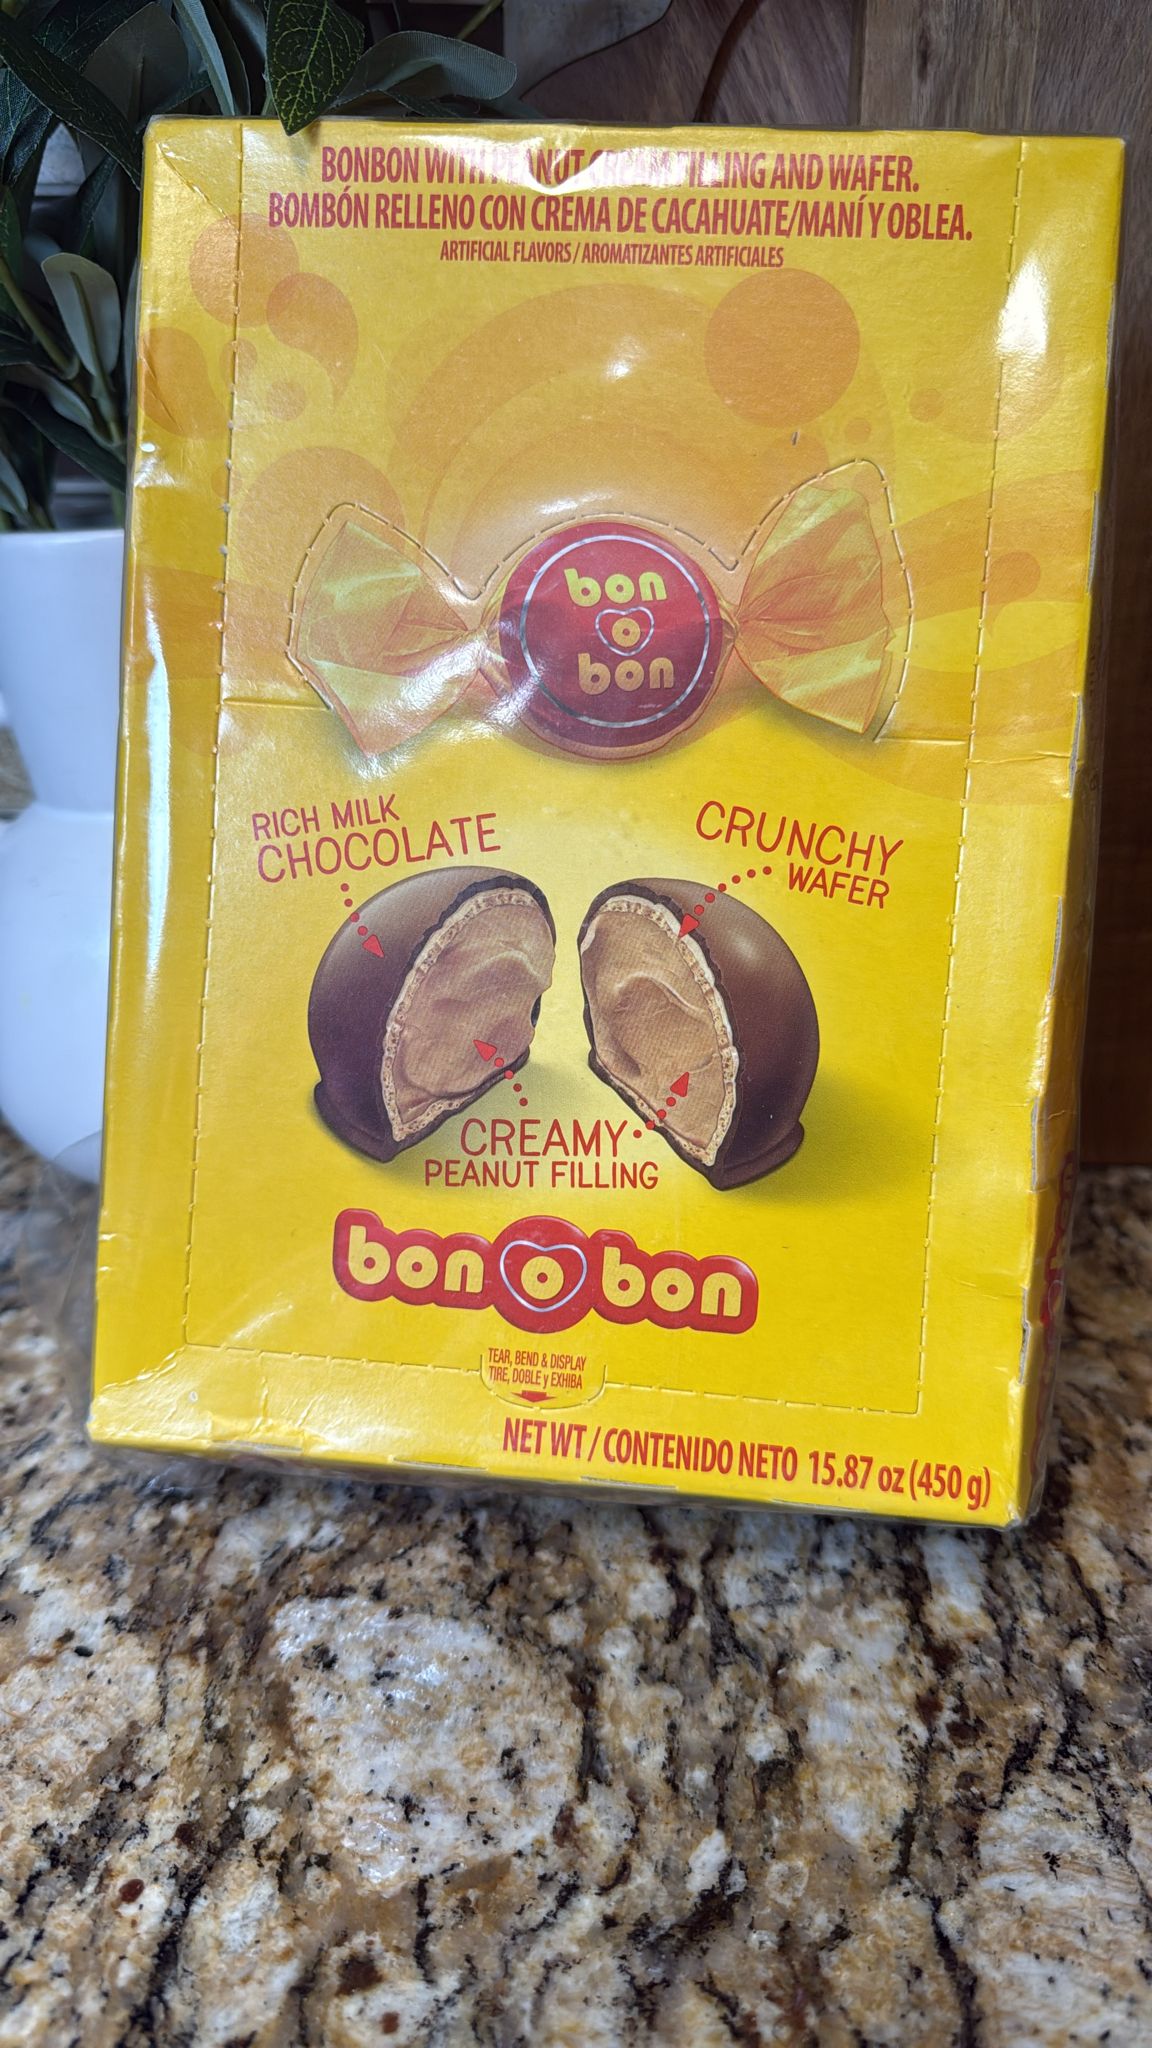 BONBON WITH PEANUT CREAM FILLING AND WAFER.
BOMBÓN RELLENO CON CREMA DE CACAHUATE/MANÍ Y OBLEA.
ARTIFICIAL FLAVORS / AROMATIZANTES ARTIFICIALES
bon
o
bon
RICH MILK
CHOCOLATE
CRUNCHY
WAFER
CREAMY
PEANUT FILLING
bon o bon
TEAR, BEND & DISPLAY
TIRE, DOBLE y EXHIBA
NET WT / CONTENIDO NETO 15.87 oz (450 g)